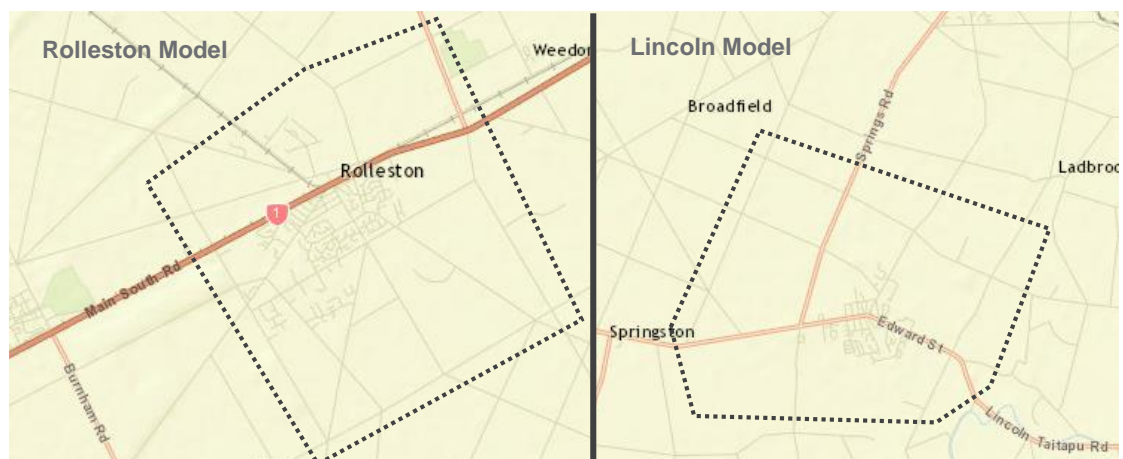 Rolleston Model
Weedon
Rolleston
1
Main South Rd
Burnham Rd
Lincoln Model
Broadfield
Springs Rd
Ladbroo
Springston
Edward St
Lincoln Taitapu Rd